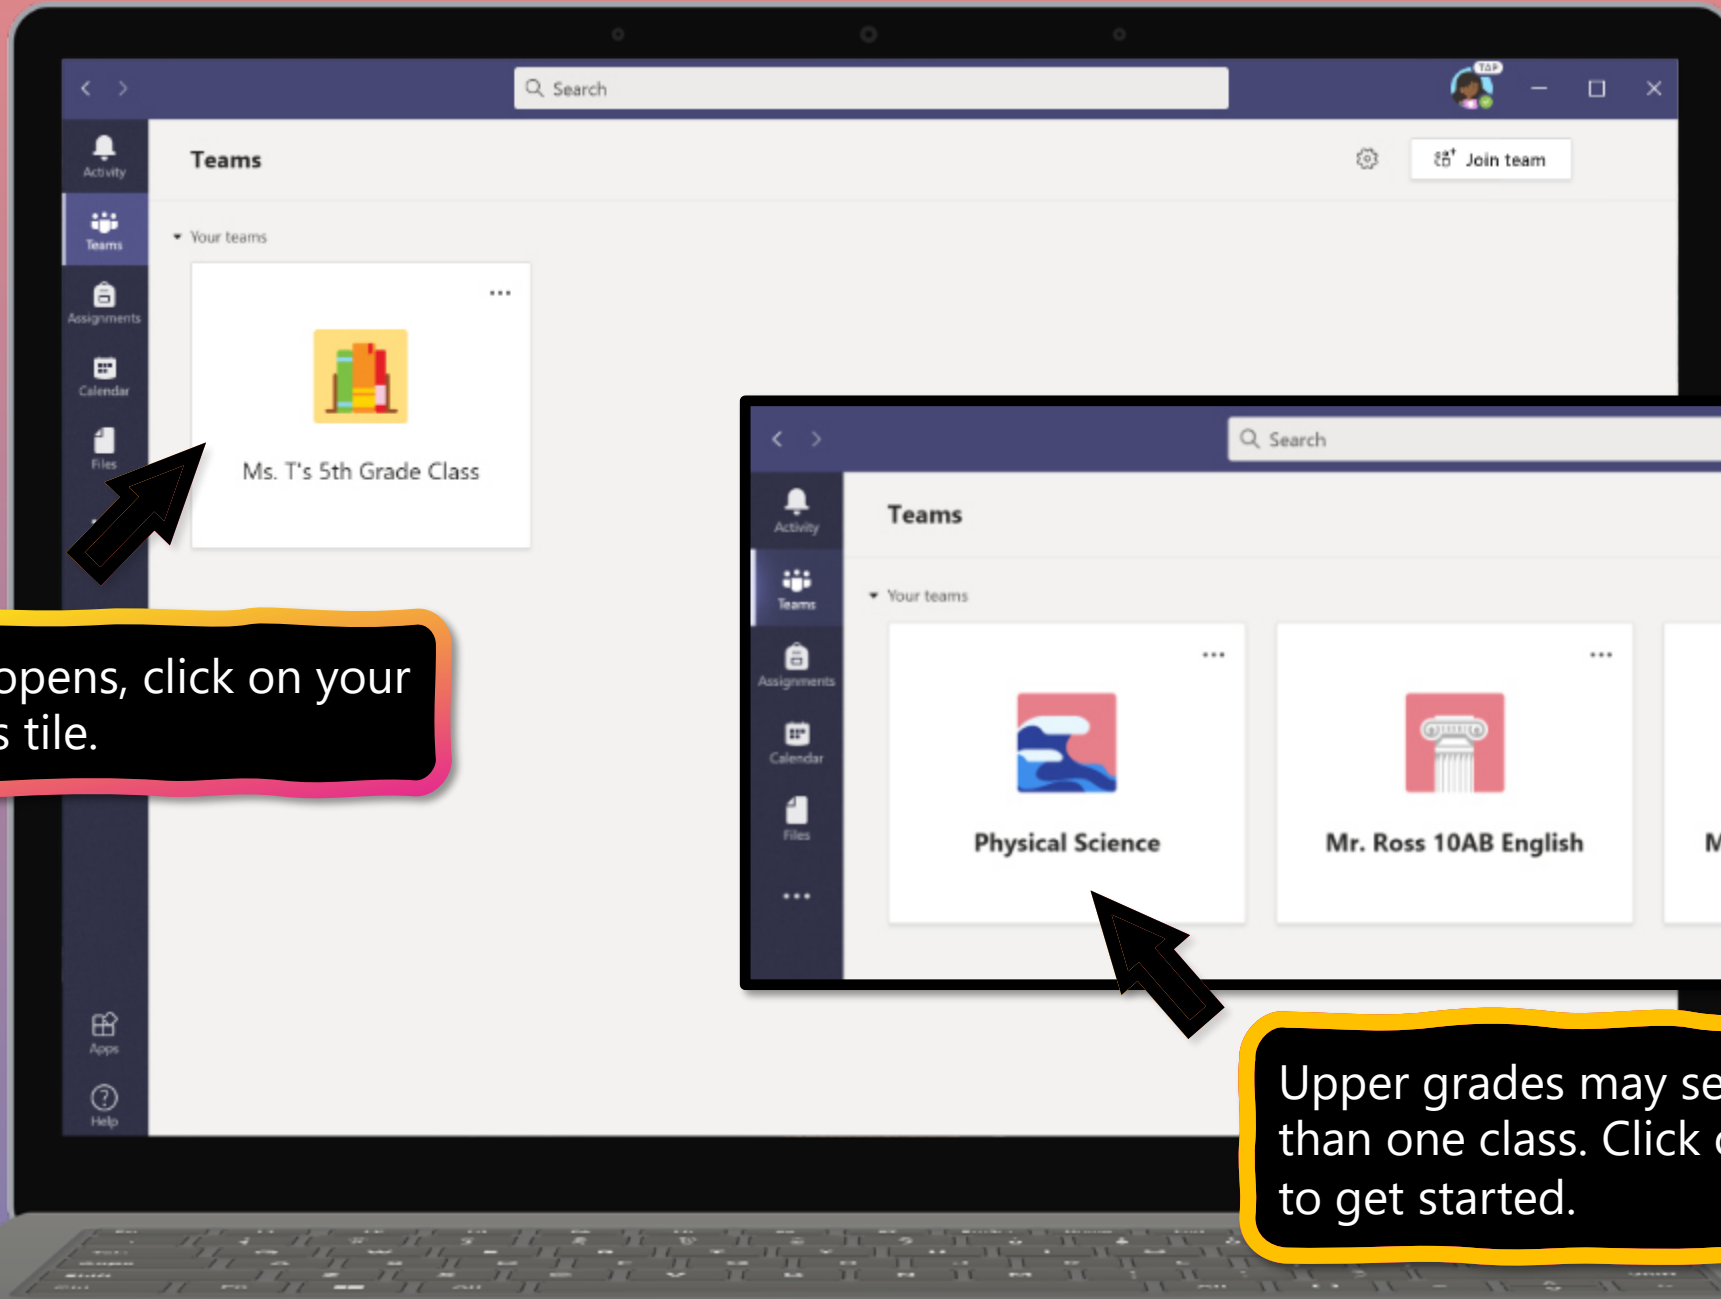 Search
TAP
Activity
Teams
Join team
Teams
Your teams
Assignments
Calendar
Files
Ms. T's 5th Grade Class
opens, click on your
s tile.
Apps
Help
Search
Activity
Teams
Teams
Your teams
Assignments
Calendar
Files
Physical Science
Mr. Ross 10AB English
M
Upper grades may se
than one class. Click
to get started.